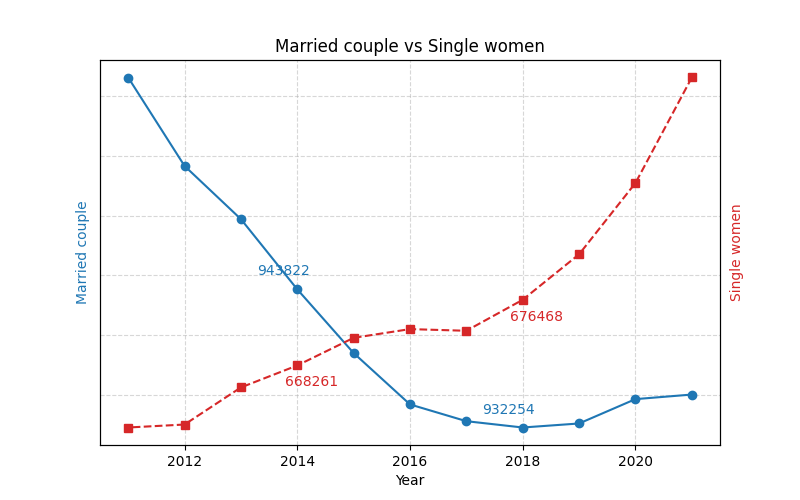 Married couple vs Single women
Married couple
943822
668261
676468
932254
Single women
2012 2014 2016 2018 2020
Year